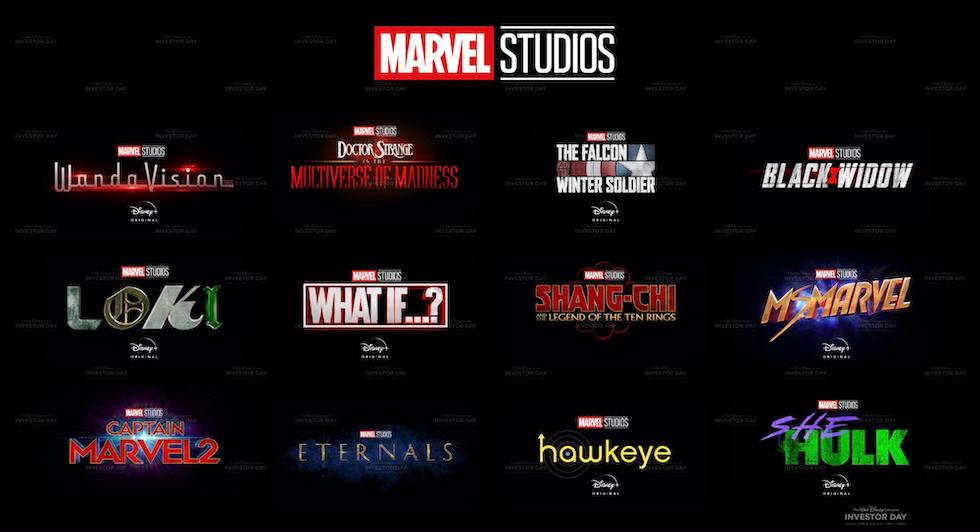 MARVEL STUDIOS
MARVEL STUDIOS
WandaVision
Disney+
ORIGINAL
MARVEL STUDIOS
DOCTOR STRANGE
IN THE
MULTIVERSE OF MADNESS
MARVEL STUDIOS
THE FALCON
AND THE
WINTER SOLDIER
Disney+
ORIGINAL
MARVEL STUDIOS
BLACK WIDOW
MARVEL STUDIOS
LOKI
Disney+
ORIGINAL
MARVEL STUDIOS
WHAT IF...?
Disney+
ORIGINAL
MARVEL STUDIOS
SHANG-CHI
AND THE LEGEND OF THE TEN RINGS
MARVEL STUDIOS
MS MARVEL
Disney+
ORIGINAL
MARVEL STUDIOS
CAPTAIN
MARVEL 2
MARVEL STUDIOS
ETERNALS
MARVEL STUDIOS
hawkeye
Disney+
ORIGINAL
MARVEL STUDIOS
SHE
HULK
Disney+
ORIGINAL
The Walt Disney Company
INVESTOR DAY